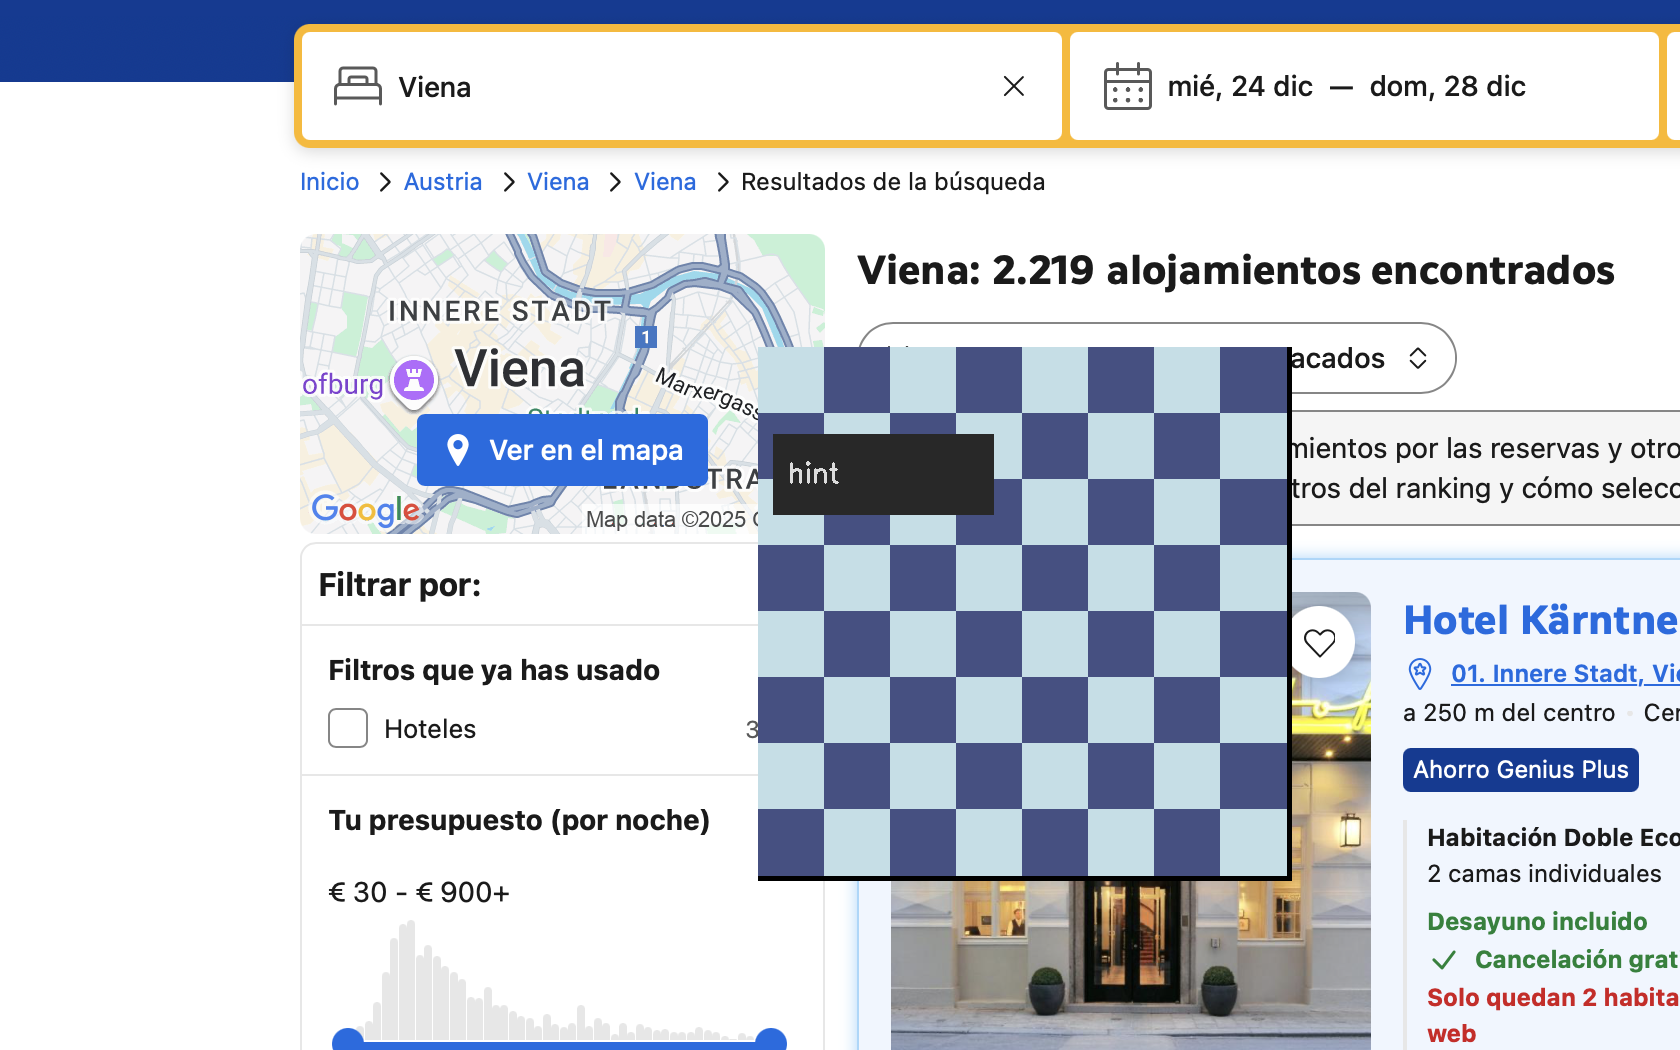 Viena
mié, 24 dic — dom, 28 dic
Inicio > Austria > Viena > Viena > Resultados de la búsqueda
INNERE STADT
1
Viena
ofburg
Marxergass
Ver en el mapa
Google
Map data ©2025
Viena: 2.219 alojamientos encontrados
acados
mientos por las reservas y otro
tros del ranking y cómo selecc
hint
Filtrar por:
Filtros que ya has usado
Hoteles 3
Tu presupuesto (por noche)
€ 30 - € 900+
Hotel Kärntne
01. Innere Stadt, Vie
a 250 m del centro
Ahorro Genius Plus
Habitación Doble Eco
2 camas individuales
Desayuno incluido
Cancelación grat
Solo quedan 2 habita
web